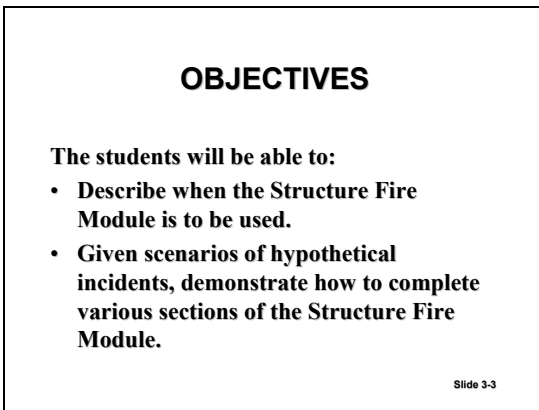 OBJECTIVES
The students will be able to:
• Describe when the Structure Fire
Module is to be used.
• Given scenarios of hypothetical
incidents, demonstrate how to complete
various sections of the Structure Fire
Module.
Slide 3-3